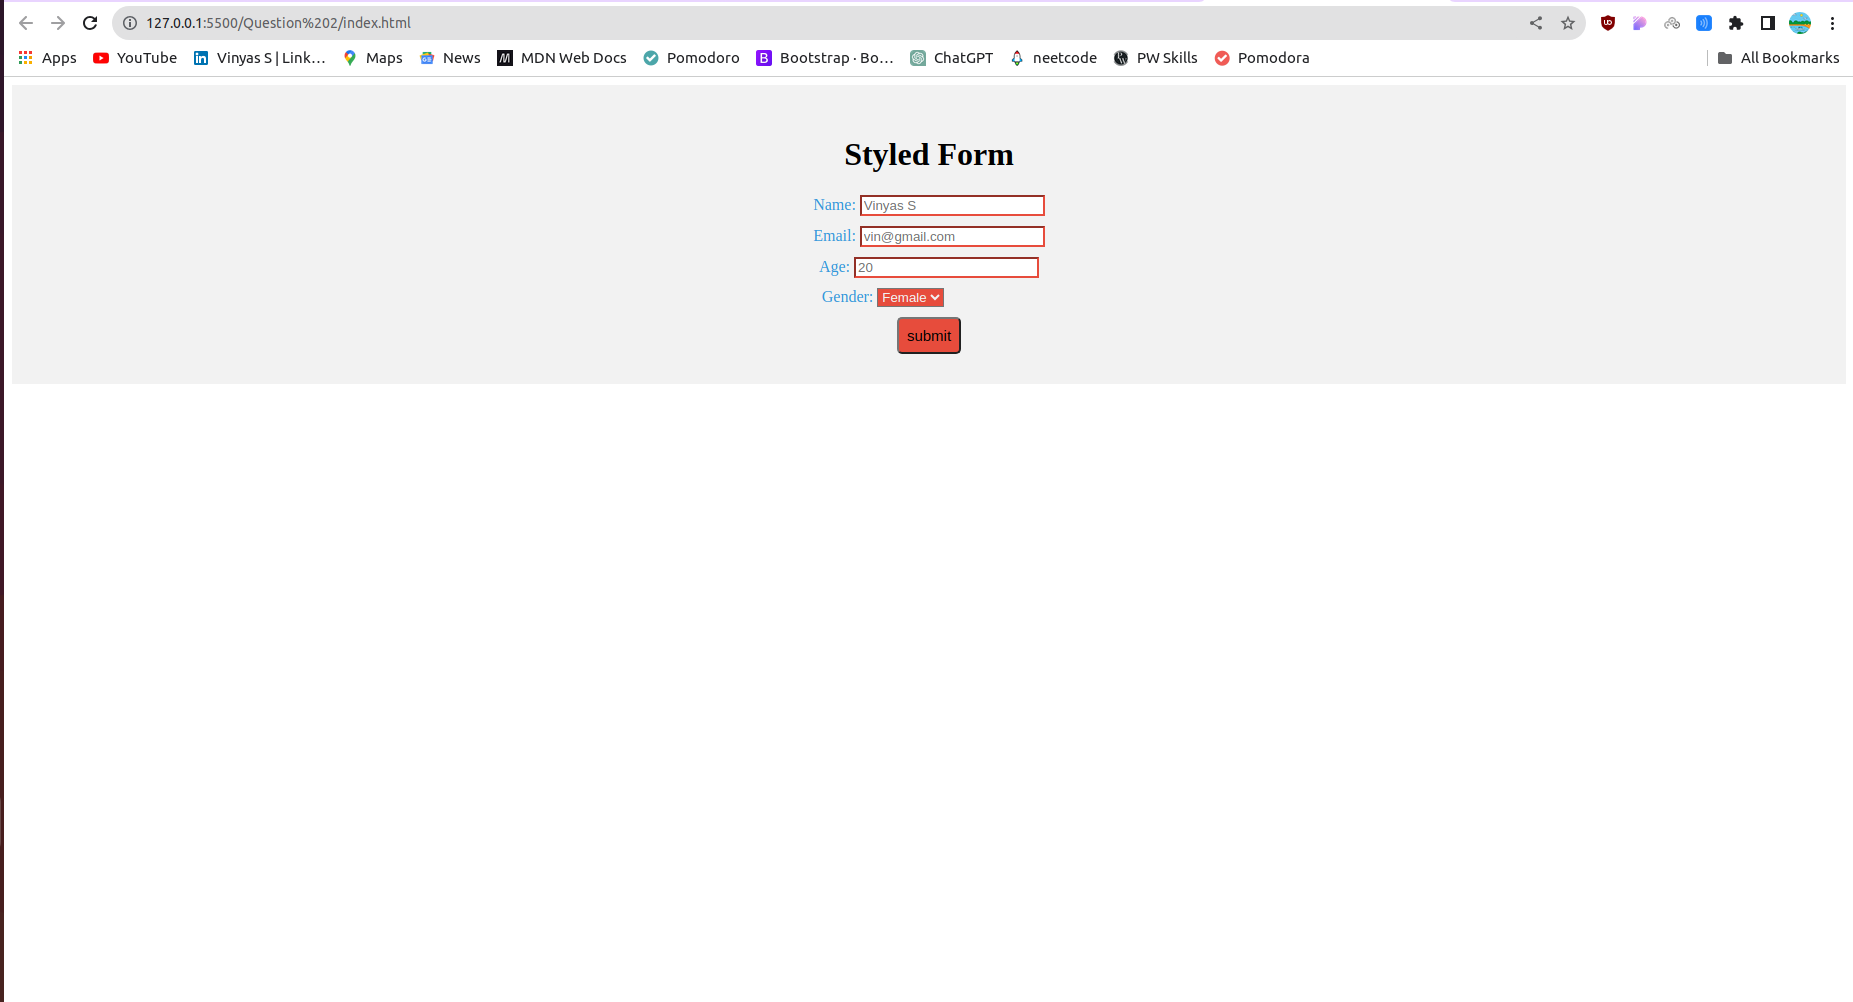 127.0.0.1:5500/Question%202/index.html
Apps YouTube Vinyas S | Link… Maps News MDN Web Docs Pomodoro Bootstrap · Bo… ChatGPT neetcode PW Skills Pomodora All Bookmarks
Styled Form
Name: Vinyas S
Email: vin@gmail.com
Age: 20
Gender: Female
submit